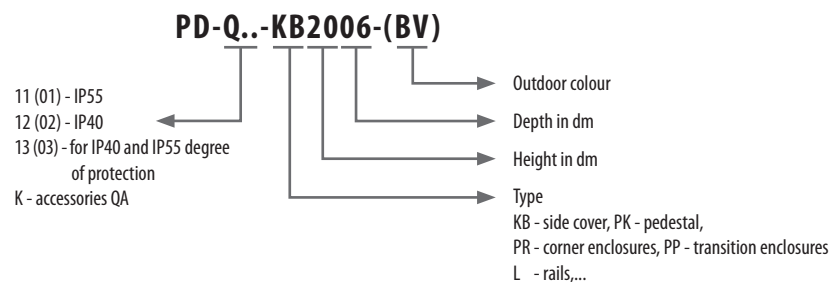 PD-Q..-KB2006-(BV)
11 (01) - IP55
12 (02) - IP40
13 (03) - for IP40 and IP55 degree
of protection
K - accessories QA
Outdoor colour
Depth in dm
Height in dm
Type
KB - side cover, PK - pedestal,
PR - corner enclosures, PP - transition enclosures
L - rails,...